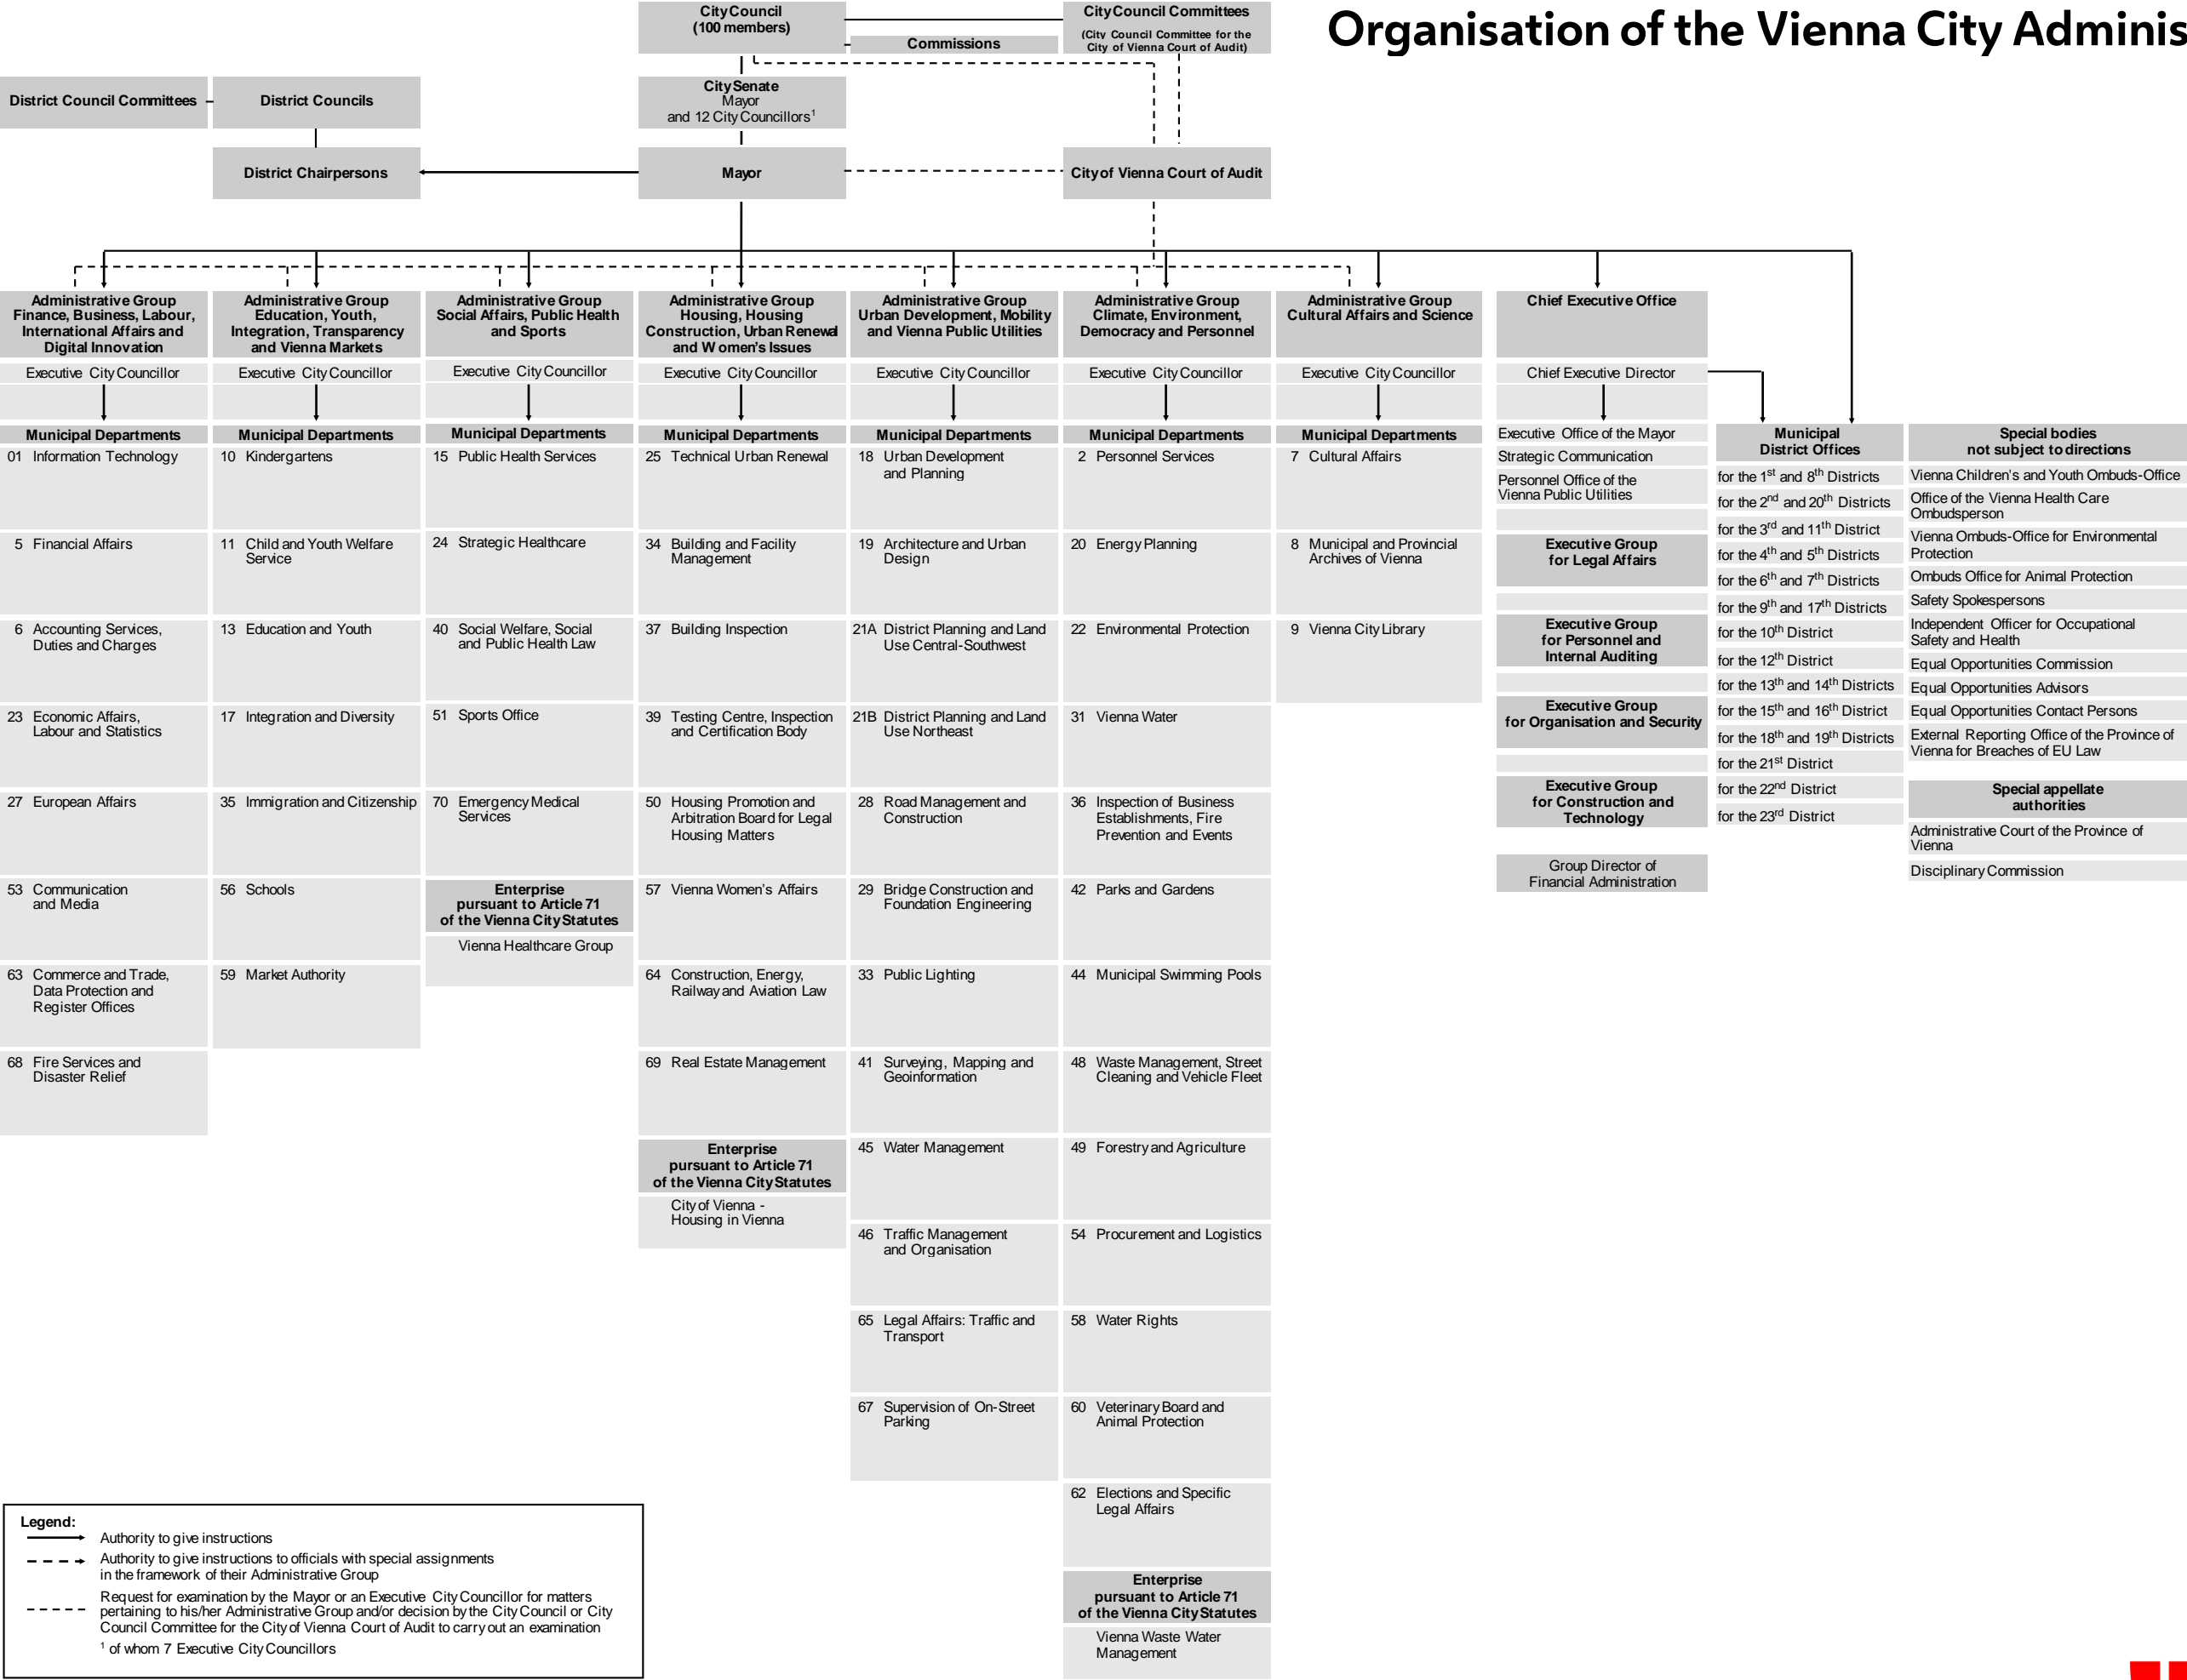 Organisation of the Vienna City Adminis
City Council
(100 members)
City Council Committees
(City Council Committee for the
City of Vienna Court of Audit)
Commissions
District Council Committees
District Councils
City Senate
Mayor
and 12 City Councillors¹
District Chairpersons
Mayor
City of Vienna Court of Audit
Administrative Group
Finance, Business, Labour,
International Affairs and
Digital Innovation
Executive City Councillor
Municipal Departments
01 Information Technology
5 Financial Affairs
6 Accounting Services,
Duties and Charges
23 Economic Affairs,
Labour and Statistics
27 European Affairs
53 Communication
and Media
63 Commerce and Trade,
Data Protection and
Register Offices
68 Fire Services and
Disaster Relief
Administrative Group
Education, Youth,
Integration, Transparency
and Vienna Markets
Executive City Councillor
Municipal Departments
10 Kindergartens
11 Child and Youth Welfare
Service
13 Education and Youth
17 Integration and Diversity
35 Immigration and Citizenship
56 Schools
59 Market Authority
Administrative Group
Social Affairs, Public Health
and Sports
Executive City Councillor
Municipal Departments
15 Public Health Services
24 Strategic Healthcare
40 Social Welfare, Social
and Public Health Law
51 Sports Office
70 Emergency Medical
Services
Enterprise
pursuant to Article 71
of the Vienna City Statutes
Vienna Healthcare Group
Administrative Group
Housing, Housing
Construction, Urban Renewal
and Women's Issues
Executive City Councillor
Municipal Departments
25 Technical Urban Renewal
34 Building and Facility
Management
37 Building Inspection
39 Testing Centre, Inspection
and Certification Body
50 Housing Promotion and
Arbitration Board for Legal
Housing Matters
57 Vienna Women's Affairs
64 Construction, Energy,
Railway and Aviation Law
69 Real Estate Management
Enterprise
pursuant to Article 71
of the Vienna City Statutes
City of Vienna -
Housing in Vienna
Administrative Group
Urban Development, Mobility
and Vienna Public Utilities
Executive City Councillor
Municipal Departments
18 Urban Development
and Planning
19 Architecture and Urban
Design
21A District Planning and Land
Use Central-Southwest
21B District Planning and Land
Use Northeast
28 Road Management and
Construction
29 Bridge Construction and
Foundation Engineering
33 Public Lighting
41 Surveying, Mapping and
Geoinformation
45 Water Management
46 Traffic Management
and Organisation
65 Legal Affairs: Traffic and
Transport
67 Supervision of On-Street
Parking
Administrative Group
Climate, Environment,
Democracy and Personnel
Executive City Councillor
Municipal Departments
2 Personnel Services
20 Energy Planning
22 Environmental Protection
31 Vienna Water
36 Inspection of Business
Establishments, Fire
Prevention and Events
42 Parks and Gardens
44 Municipal Swimming Pools
48 Waste Management, Street
Cleaning and Vehicle Fleet
49 Forestry and Agriculture
54 Procurement and Logistics
58 Water Rights
60 Veterinary Board and
Animal Protection
62 Elections and Specific
Legal Affairs
Enterprise
pursuant to Article 71
of the Vienna City Statutes
Vienna Waste Water
Management
Administrative Group
Cultural Affairs and Science
Executive City Councillor
Municipal Departments
7 Cultural Affairs
8 Municipal and Provincial
Archives of Vienna
9 Vienna City Library
Chief Executive Office
Chief Executive Director
Executive Office of the Mayor
Strategic Communication
Personnel Office of the
Vienna Public Utilities
Executive Group
for Legal Affairs
Executive Group
for Personnel and
Internal Auditing
Executive Group
for Organisation and Security
Executive Group
for Construction and
Technology
Group Director of
Financial Administration
Municipal
District Offices
for the 1st and 8th Districts
for the 2nd and 20th Districts
for the 3rd and 11th District
for the 4th and 5th Districts
for the 6th and 7th Districts
for the 9th and 17th Districts
for the 10th District
for the 12th District
for the 13th and 14th Districts
for the 15th and 16th District
for the 18th and 19th Districts
for the 21st District
for the 22nd District
for the 23rd District
Special bodies
not subject to directions
Vienna Children's and Youth Ombuds-Office
Office of the Vienna Health Care
Ombudsperson
Vienna Ombuds-Office for Environmental
Protection
Ombuds Office for Animal Protection
Safety Spokespersons
Independent Officer for Occupational
Safety and Health
Equal Opportunities Commission
Equal Opportunities Advisors
Equal Opportunities Contact Persons
External Reporting Office of the Province of
Vienna for Breaches of EU Law
Special appellate
authorities
Administrative Court of the Province of
Vienna
Disciplinary Commission
Legend:
Authority to give instructions
Authority to give instructions to officials with special assignments
in the framework of their Administrative Group
Request for examination by the Mayor or an Executive City Councillor for matters
pertaining to his/her Administrative Group and/or decision by the City Council or City
Council Committee for the City of Vienna Court of Audit to carry out an examination
¹ of whom 7 Executive City Councillors